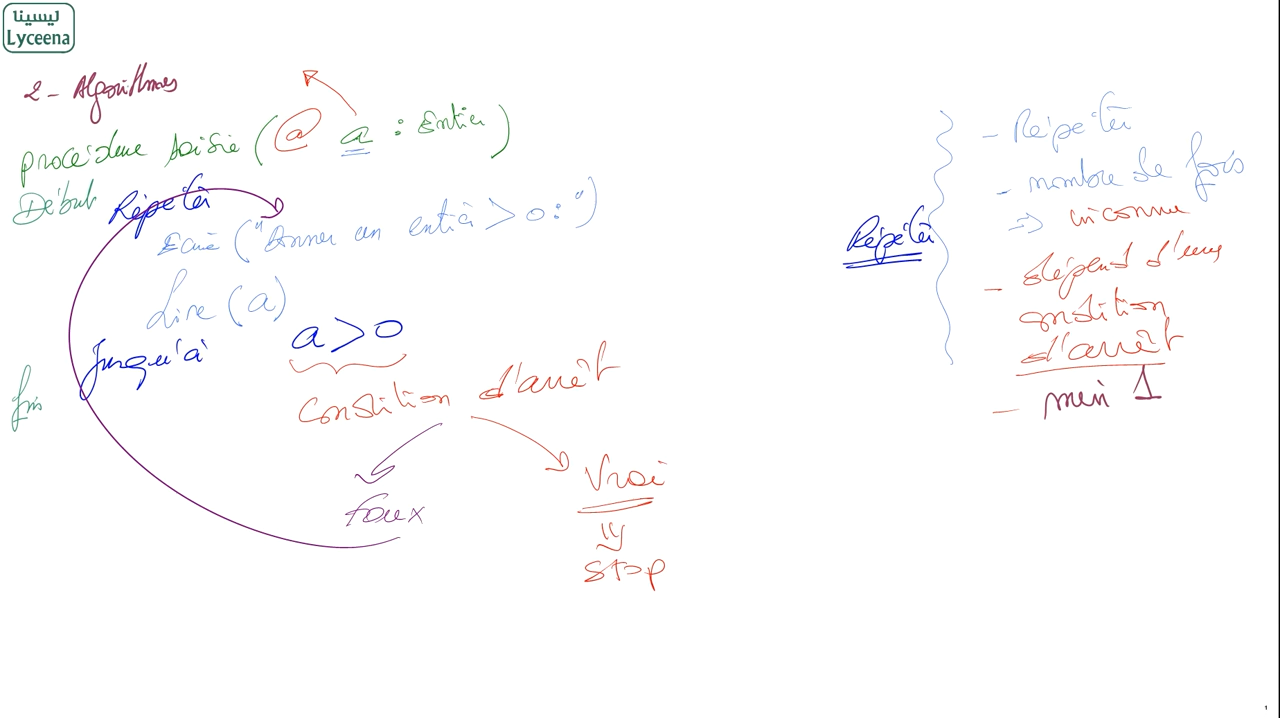 ليسينا
Lyceena
2 - Algorithmes
procédure saisie (@ a : Entier)
Début
Répéter
Ecrire ("Donner un entier > 0 : ")
Lire (a)
Jusqu'à a > 0
fin
condition d'arrêt
faux
Vrai
stop
Répéter
- Répéter
- nombre de fois
=> inconnu
- dépend d'une
condition
d'arrêt
- min 1
1